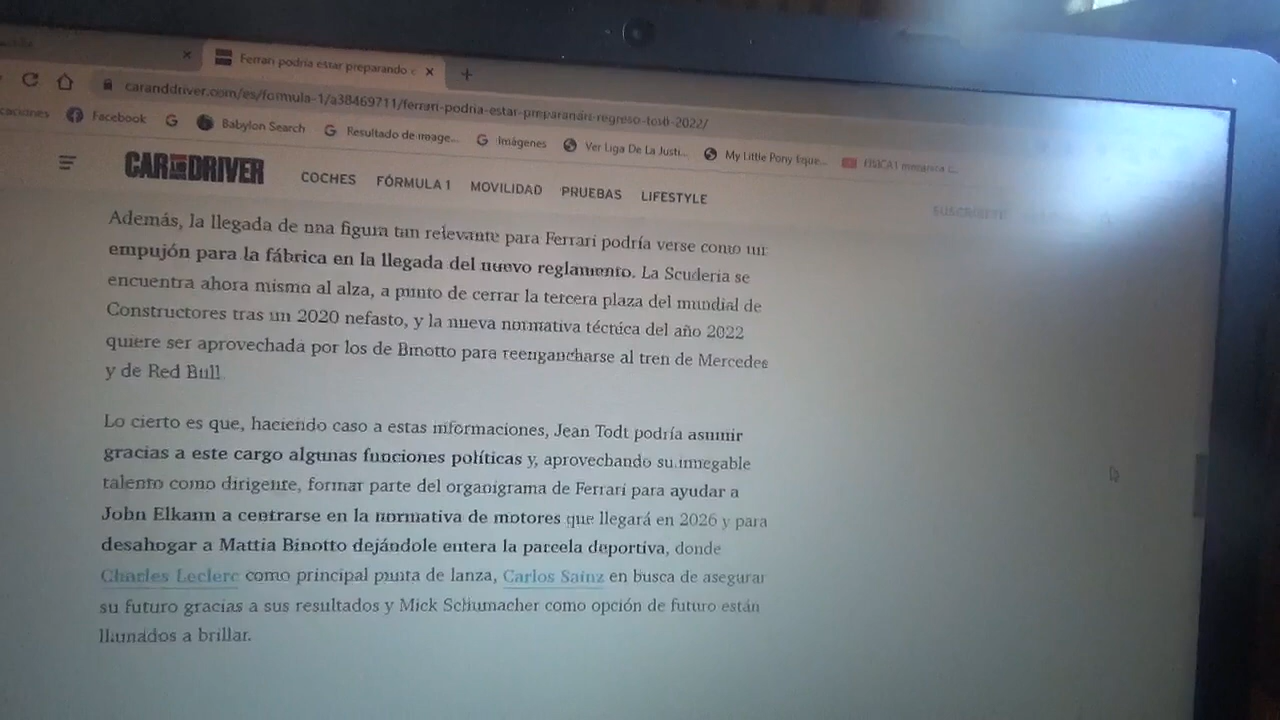 Ferrari podría estar preparando
caranddriver.com/es/formula-1/a38469711/ferrari-podria-estar-preparando-regreso-todt-2022/
Facebook
Babylon Search
Resultado de image...
Imágenes
Ver Liga De La Justi...
My Little Pony Eque...
FÍSICA1 mecánica
CAR AND DRIVER
COCHES FÓRMULA 1 MOVILIDAD PRUEBAS LIFESTYLE
SUSCRÍBETE
Además, la llegada de una figura tan relevante para Ferrari podría verse como un
empujón para la fábrica en la llegada del nuevo reglamento. La Scuderia se
encuentra ahora mismo al alza, a punto de cerrar la tercera plaza del mundial de
Constructores tras un 2020 nefasto, y la nueva normativa técnica del año 2022
quiere ser aprovechada por los de Binotto para reengancharse al tren de Mercedes
y de Red Bull.
Lo cierto es que, haciendo caso a estas informaciones, Jean Todt podría asumir
gracias a este cargo algunas funciones políticas y, aprovechando su innegable
talento como dirigente, formar parte del organigrama de Ferrari para ayudar a
John Elkann a centrarse en la normativa de motores que llegará en 2026 y para
desahogar a Mattia Binotto dejándole entera la parcela deportiva, donde
Charles Leclerc como principal punta de lanza, Carlos Sainz en busca de asegurar
su futuro gracias a sus resultados y Mick Schumacher como opción de futuro están
llamados a brillar.